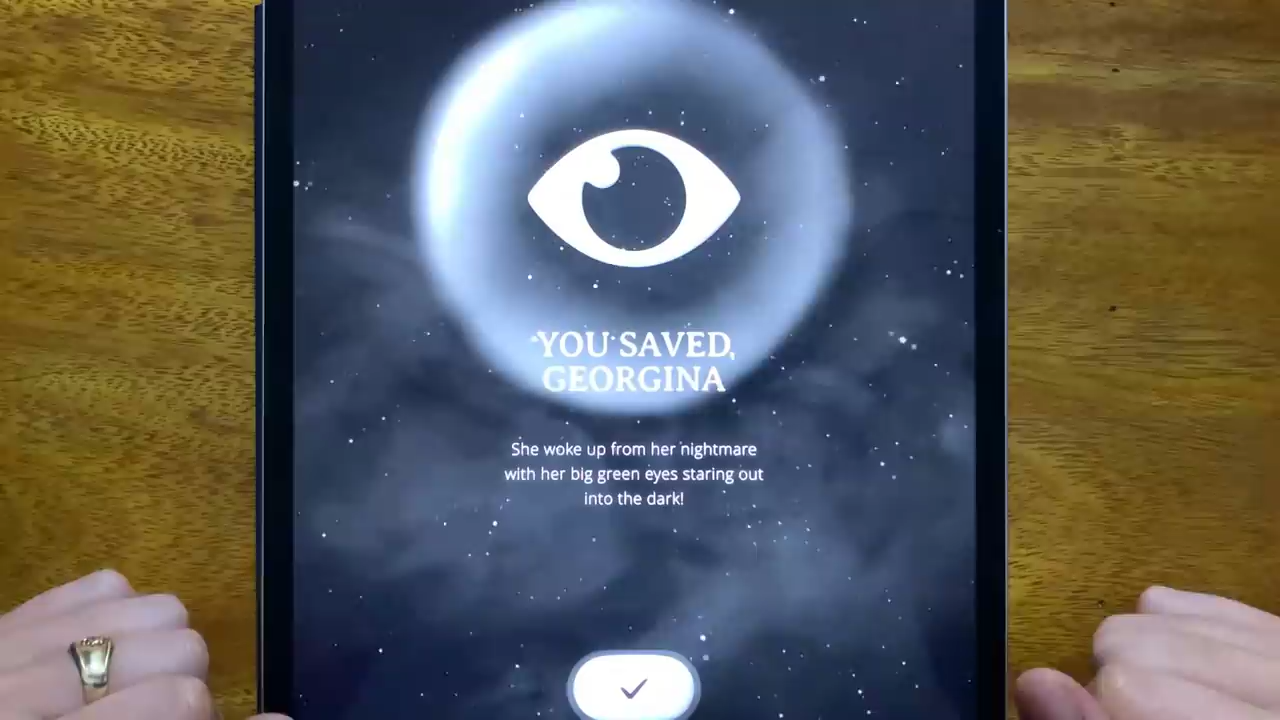 YOU SAVED,
GEORGINA
She woke up from her nightmare
with her big green eyes staring out
into the dark!